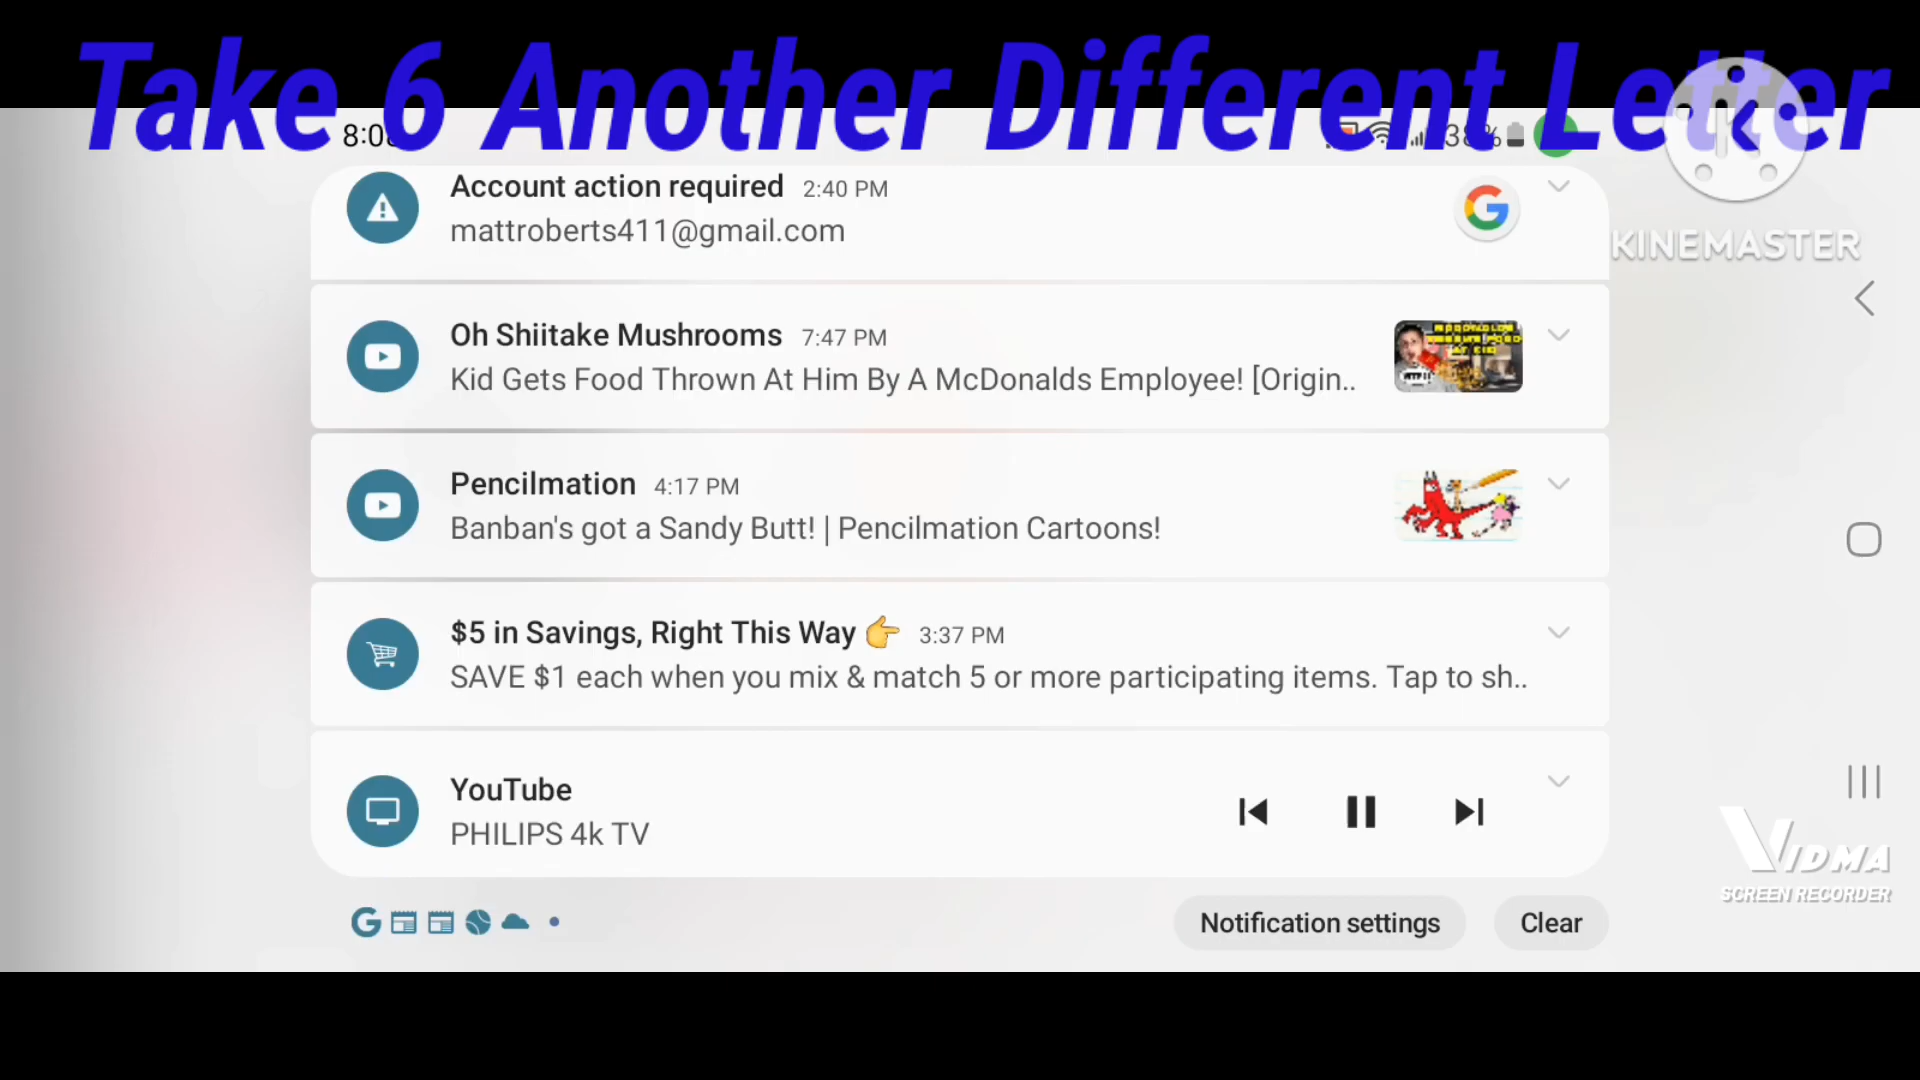 Take 6 Another Different Letter
8:08
38%
Account action required 2:40 PM
mattroberts411@gmail.com
KINEMASTER
Oh Shiitake Mushrooms 7:47 PM
Kid Gets Food Thrown At Him By A McDonalds Employee! [Origin..
Pencilmation 4:17 PM
Banban's got a Sandy Butt! | Pencilmation Cartoons!
$5 in Savings, Right This Way 👉 3:37 PM
SAVE $1 each when you mix & match 5 or more participating items. Tap to sh..
YouTube
PHILIPS 4k TV
VIDMA
SCREEN RECORDER
Notification settings
Clear